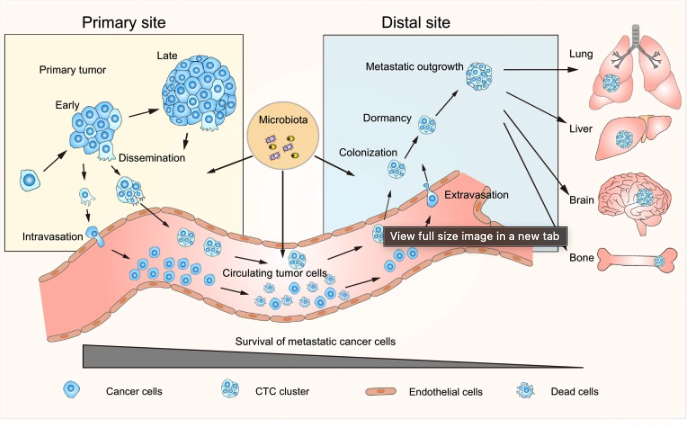 Primary site
Distal site
Primary tumor
Late
Early
Dissemination
Intravasation
Microbiota
Metastatic outgrowth
Dormancy
Colonization
Extravasation
View full size image in a new tab
Circulating tumor cells
Lung
Liver
Brain
Bone
Survival of metastatic cancer cells
Cancer cells
CTC cluster
Endothelial cells
Dead cells